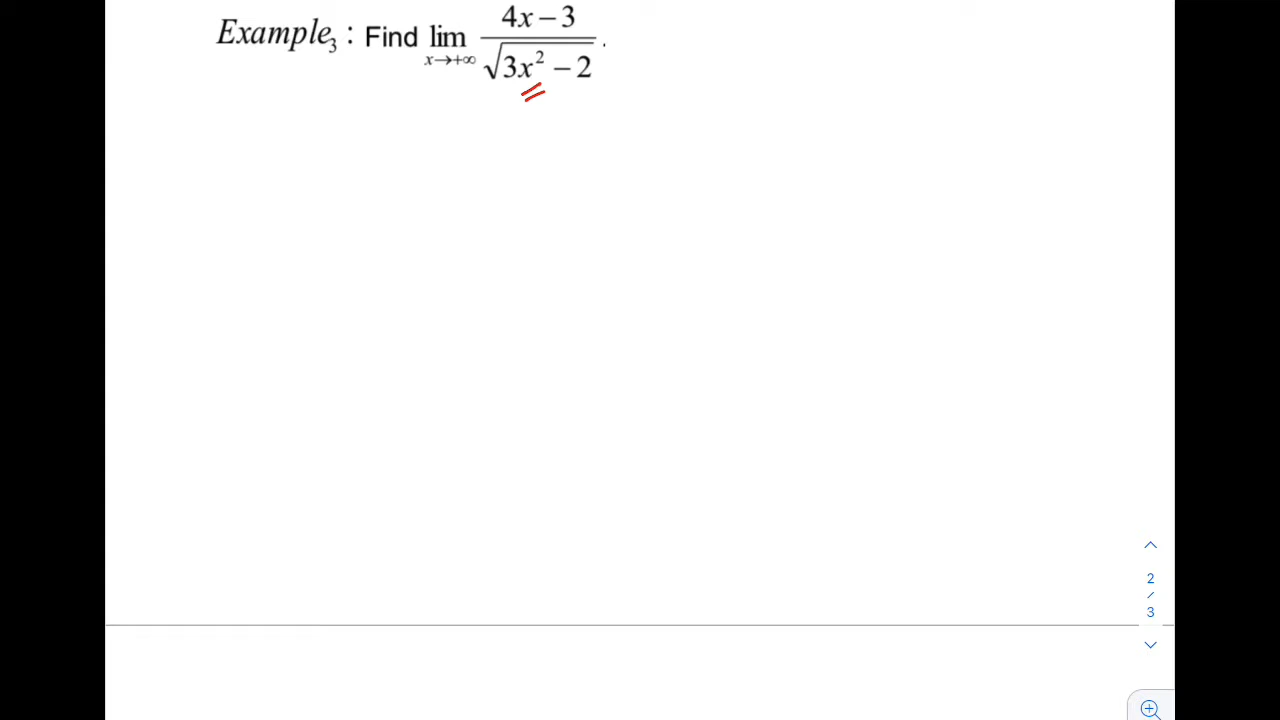 Example₃ : Find lim x→+∞ (4x − 3)/√(3x² − 2) .
2
/
3